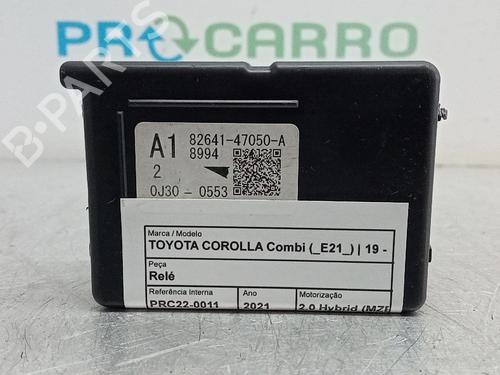 PROCARRO
B-PARTS
A1 82641-47050-A
8994
2
0J30-0553
Marca / Modelo
TOYOTA COROLLA Combi (_E21_) | 19 -
Peça
Relé
Referência Interna Ano Motorização
PRC22-0011 2021 2.0 Hybrid (MZE